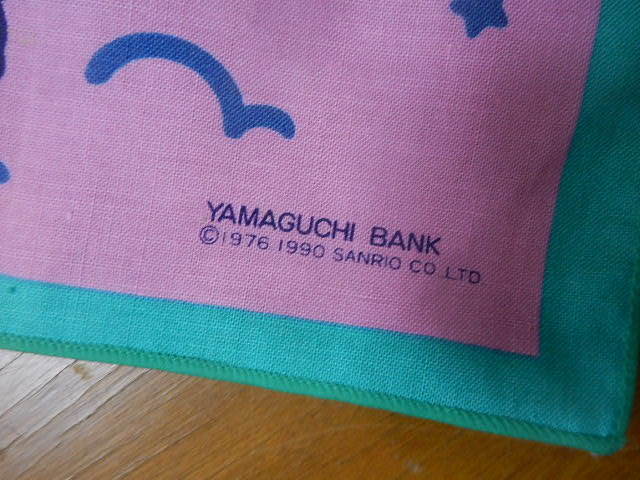 YAMAGUCHI BANK
©1976 1990 SANRIO CO.LTD